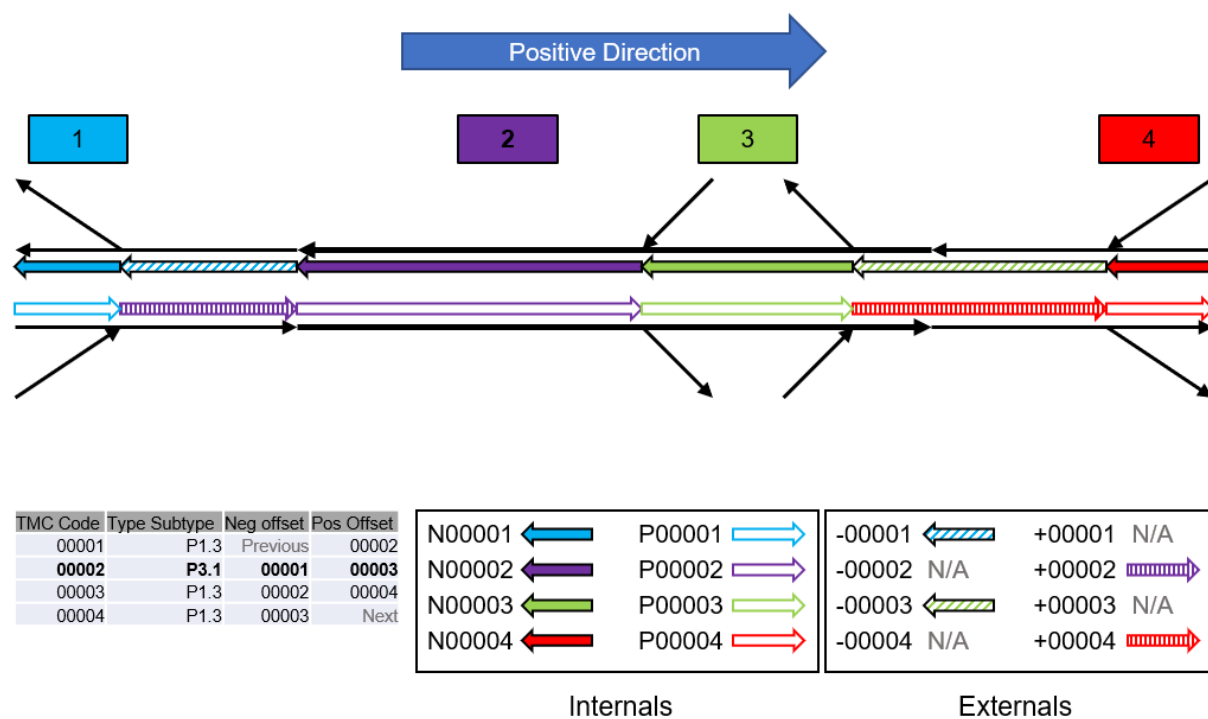 Positive Direction
1 2 3 4
TMC Code Type Subtype Neg offset Pos Offset
00001 P1.3 Previous 00002
00002 P3.1 00001 00003
00003 P1.3 00002 00004
00004 P1.3 00003 Next
N00001 P00001
N00002 P00002
N00003 P00003
N00004 P00004
Internals
-00001 +00001 N/A
-00002 N/A +00002
-00003 +00003 N/A
-00004 N/A +00004
Externals